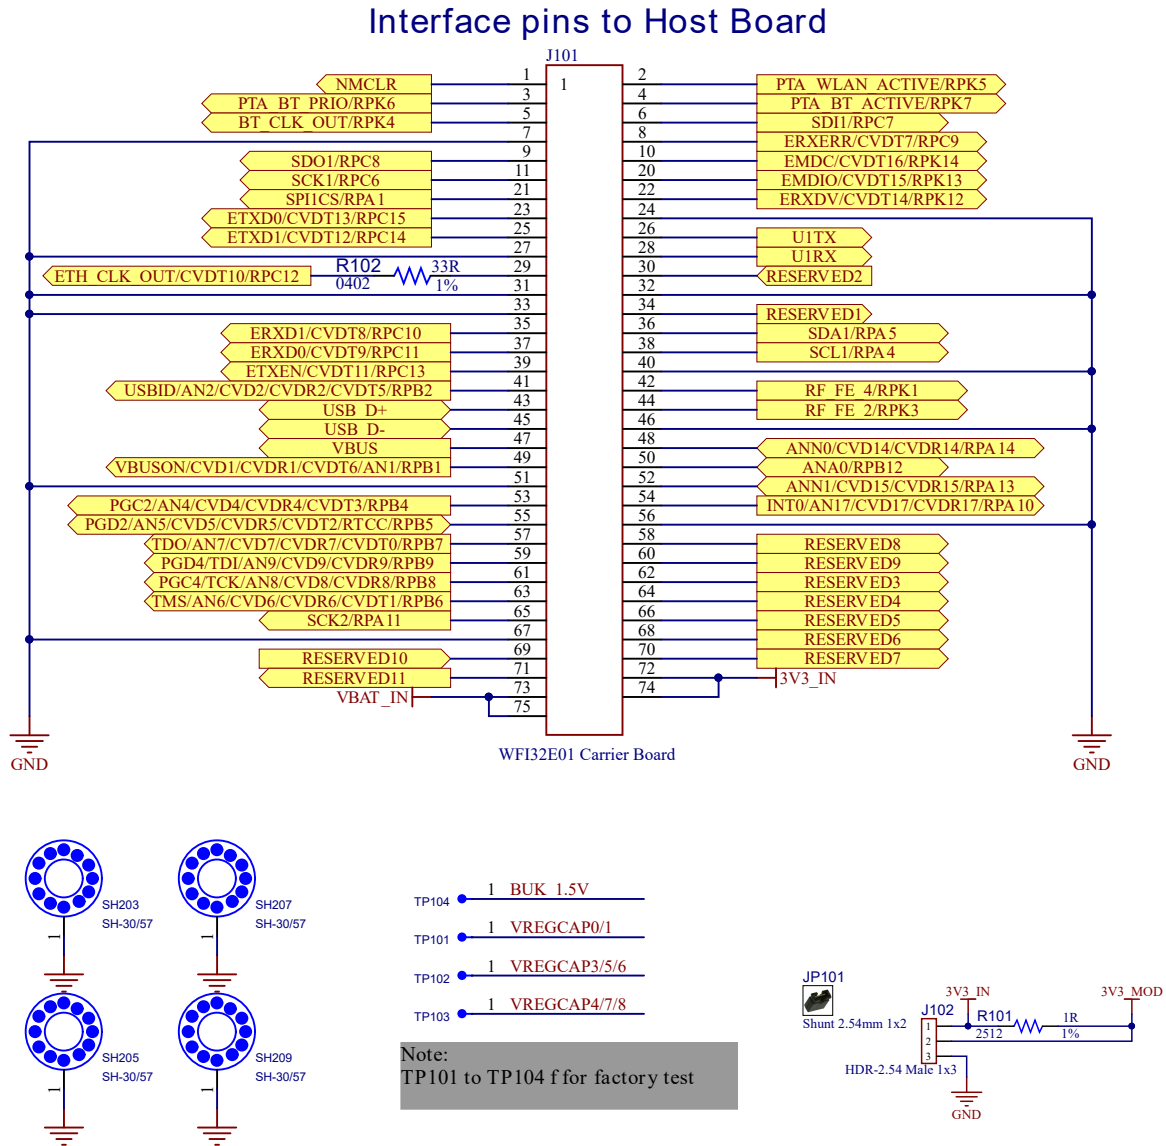 Interface pins to Host Board
J101
1
NMCLR 1 2 PTA_WLAN_ACTIVE/RPK5
PTA_BT_PRIO/RPK6 3 4 PTA_BT_ACTIVE/RPK7
BT_CLK_OUT/RPK4 5 6 SDI1/RPC7
7 8 ERXERR/CVDT7/RPC9
SDO1/RPC8 9 10 EMDC/CVDT16/RPK14
SCK1/RPC6 11 20 EMDIO/CVDT15/RPK13
SPI1CS/RPA1 21 22 ERXDV/CVDT14/RPK12
ETXD0/CVDT13/RPC15 23 24
ETXD1/CVDT12/RPC14 25 26 U1TX
27 28 U1RX
ETH_CLK_OUT/CVDT10/RPC12 R102 33R 29 30 RESERVED2
0402 1% 31 32
33 34 RESERVED1
ERXD1/CVDT8/RPC10 35 36 SDA1/RPA5
ERXD0/CVDT9/RPC11 37 38 SCL1/RPA4
ETXEN/CVDT11/RPC13 39 40
USBID/AN2/CVD2/CVDR2/CVDT5/RPB2 41 42 RF_FE_4/RPK1
USB_D+ 43 44 RF_FE_2/RPK3
USB_D- 45 46
VBUS 47 48 ANN0/CVD14/CVDR14/RPA14
VBUSON/CVD1/CVDR1/CVDT6/AN1/RPB1 49 50 ANA0/RPB12
51 52 ANN1/CVD15/CVDR15/RPA13
PGC2/AN4/CVD4/CVDR4/CVDT3/RPB4 53 54 INT0/AN17/CVD17/CVDR17/RPA10
PGD2/AN5/CVD5/CVDR5/CVDT2/RTCC/RPB5 55 56
TDO/AN7/CVD7/CVDR7/CVDT0/RPB7 57 58 RESERVED8
PGD4/TDI/AN9/CVD9/CVDR9/RPB9 59 60 RESERVED9
PGC4/TCK/AN8/CVD8/CVDR8/RPB8 61 62 RESERVED3
TMS/AN6/CVD6/CVDR6/CVDT1/RPB6 63 64 RESERVED4
SCK2/RPA11 65 66 RESERVED5
67 68 RESERVED6
RESERVED10 69 70 RESERVED7
RESERVED11 71 72 3V3_IN
VBAT_IN 73 74
75
WFI32E01 Carrier Board
GND
GND
SH203
SH-30/57
1
SH207
SH-30/57
1
SH205
SH-30/57
1
SH209
SH-30/57
1
TP104 1 BUK_1.5V
TP101 1 VREGCAP0/1
TP102 1 VREGCAP3/5/6
TP103 1 VREGCAP4/7/8
Note:
TP101 to TP104 f for factory test
JP101
Shunt 2.54mm 1x2
3V3_IN 3V3_MOD
J102 R101 1R
1 2512 1%
2
3
HDR-2.54 Male 1x3
GND